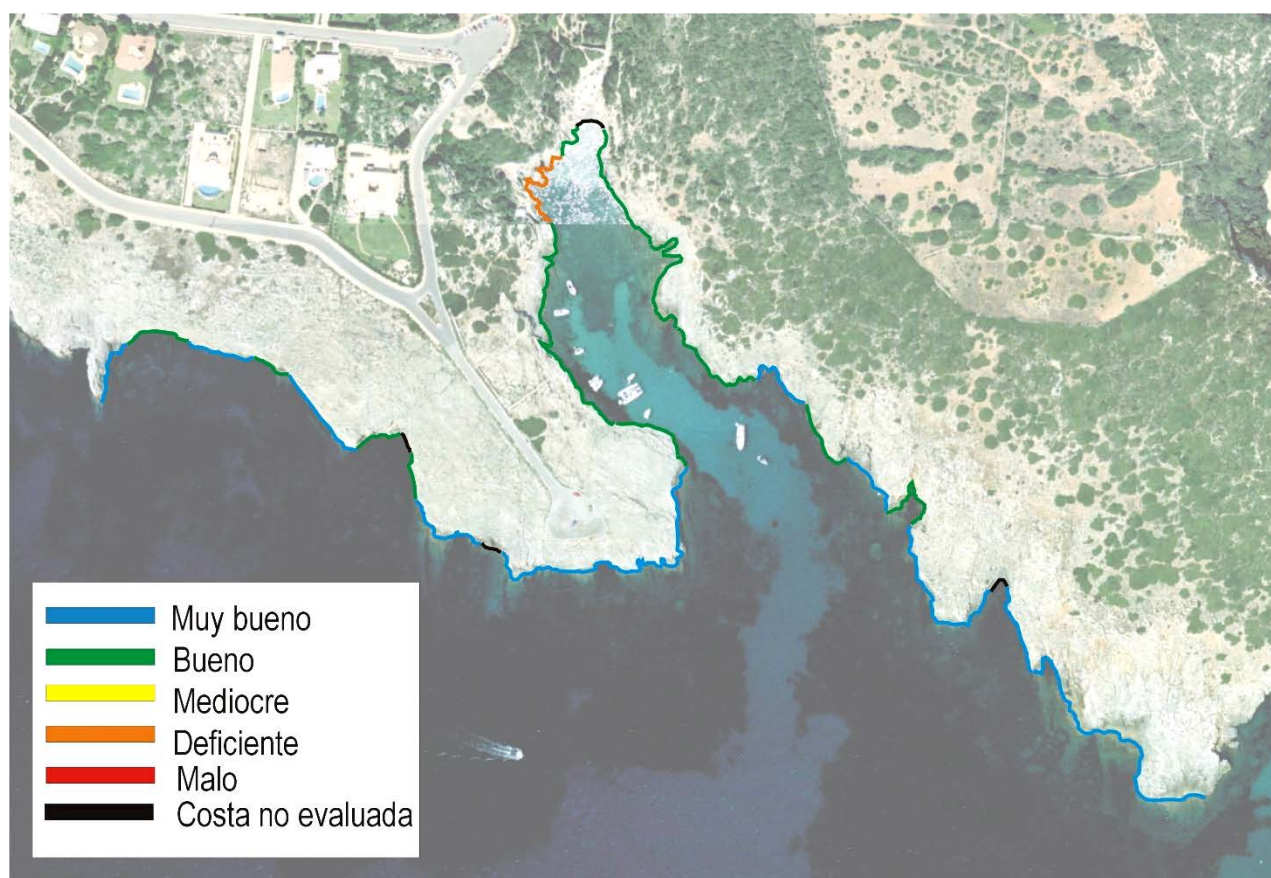 Muy bueno
Bueno
Mediocre
Deficiente
Malo
Costa no evaluada